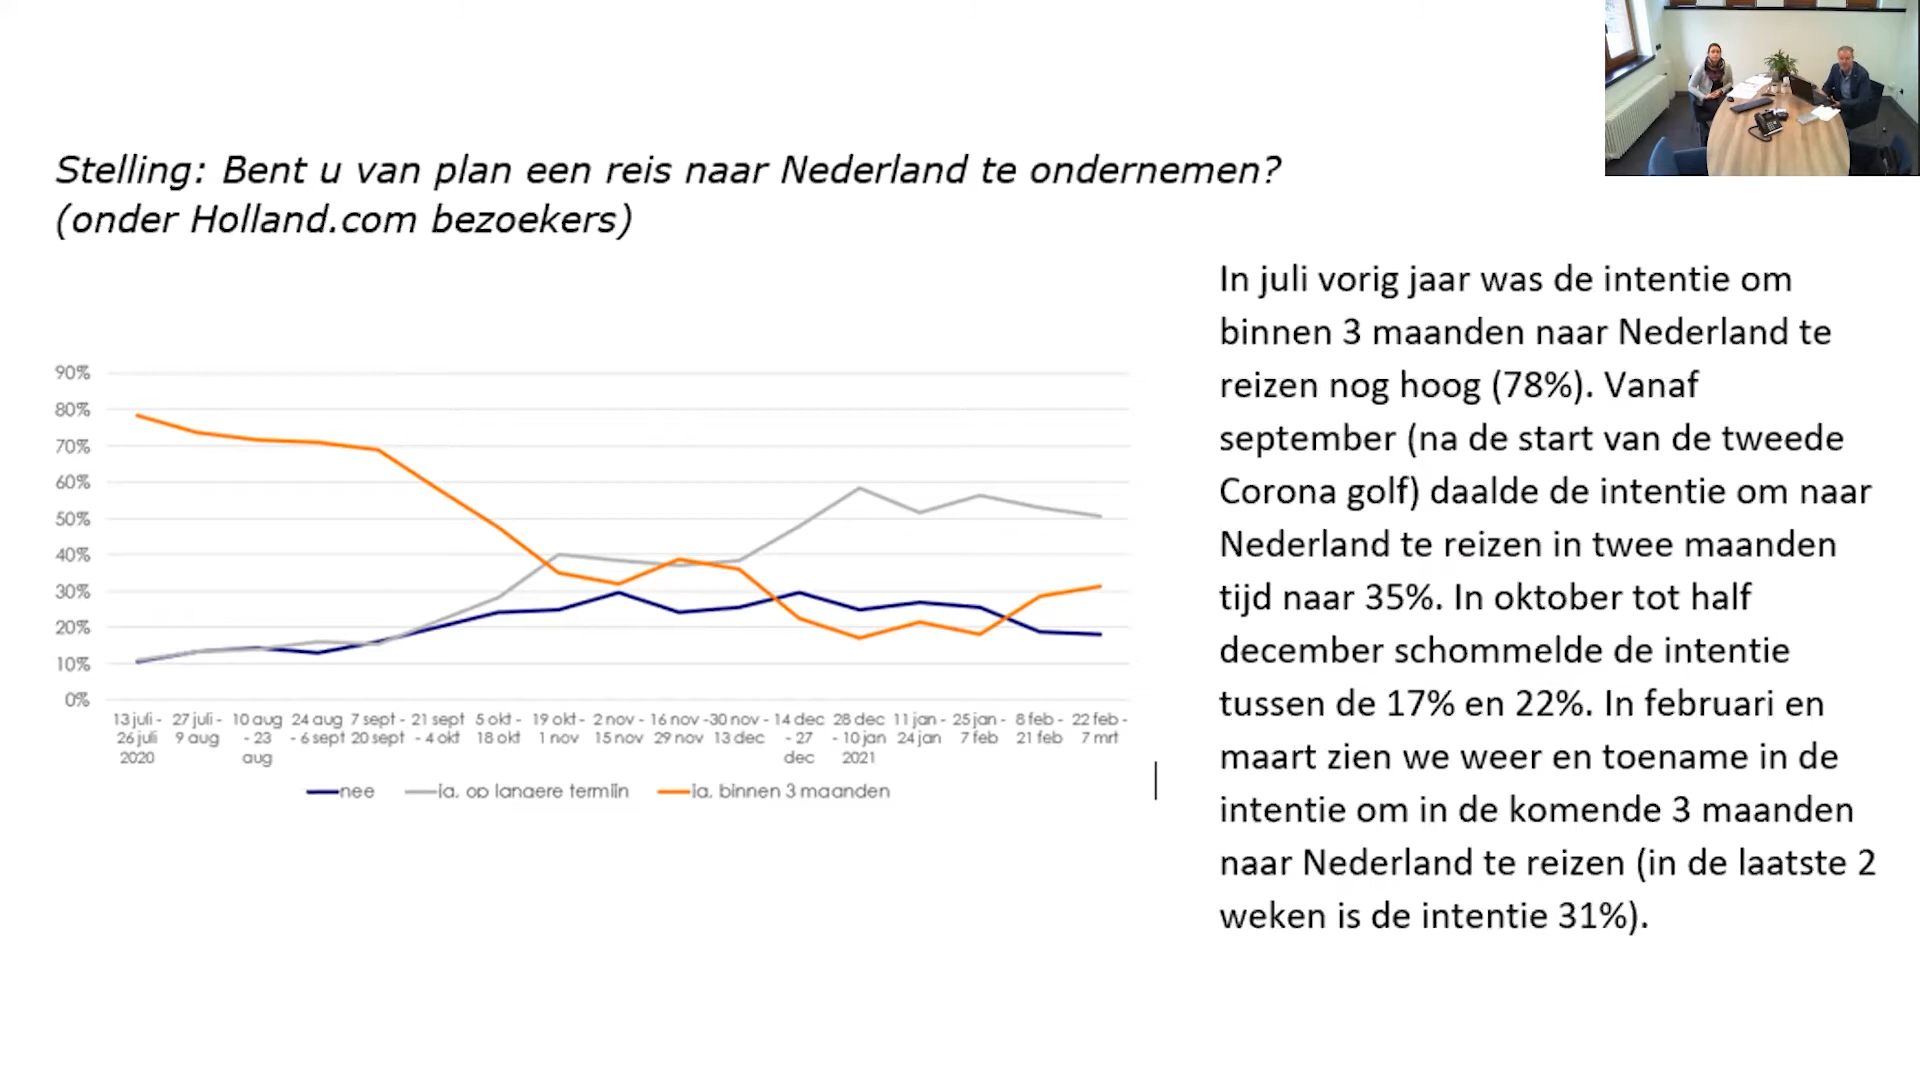 Stelling: Bent u van plan een reis naar Nederland te ondernemen?
(onder Holland.com bezoekers)
In juli vorig jaar was de intentie om
binnen 3 maanden naar Nederland te
reizen nog hoog (78%). Vanaf
september (na de start van de tweede
Corona golf) daalde de intentie om naar
Nederland te reizen in twee maanden
tijd naar 35%. In oktober tot half
december schommelde de intentie
tussen de 17% en 22%. In februari en
maart zien we weer en toename in de
intentie om in de komende 3 maanden
naar Nederland te reizen (in de laatste 2
weken is de intentie 31%).
90%
80%
70%
60%
50%
40%
30%
20%
10%
0%
13 juli - 27 juli - 10 aug 24 aug 7 sept - 21 sept 5 okt - 19 okt - 2 nov - 16 nov - 30 nov - 14 dec 28 dec 11 jan - 25 jan - 8 feb - 22 feb -
26 juli 9 aug - 23 - 6 sept 20 sept - 4 okt 18 okt 1 nov 15 nov 29 nov 13 dec - 27 - 10 jan 24 jan 7 feb 21 feb 7 mrt
2020 aug dec 2021
nee ja, op langere termijn ja, binnen 3 maanden